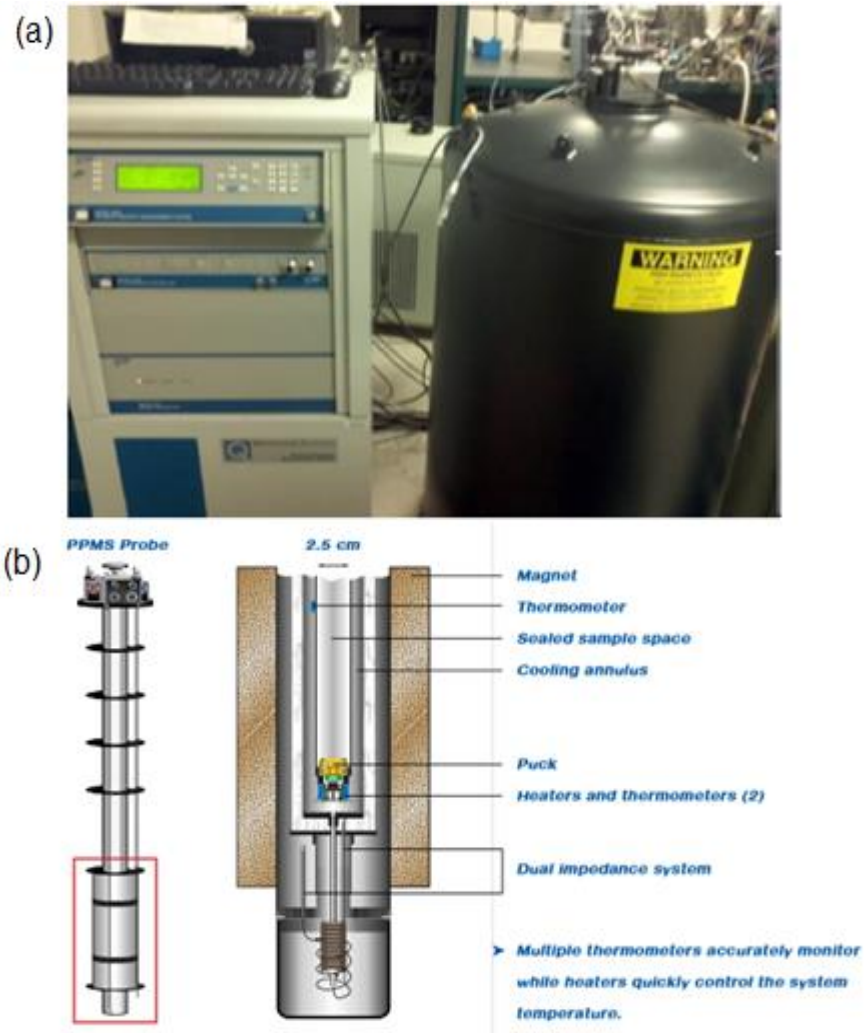 (a)
WARNING
(b)
PPMS Probe
2.5 cm
Magnet
Thermometer
Sealed sample space
Cooling annulus
Puck
Heaters and thermometers (2)
Dual impedance system
➤ Multiple thermometers accurately monitor
while heaters quickly control the system
temperature.